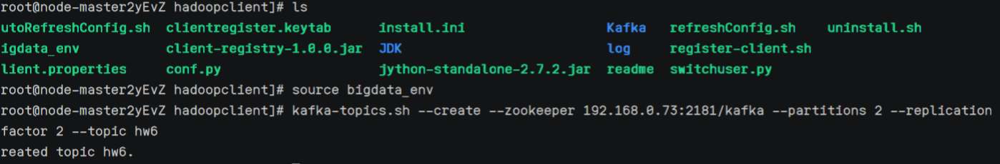 root@node-master2yEvZ hadoopclient]# ls
utoRefreshConfig.sh clientregister.keytab install.ini Kafka refreshConfig.sh uninstall.sh
igdata_env client-registry-1.0.0.jar JDK log register-client.sh
lient.properties conf.py jython-standalone-2.7.2.jar readme switchuser.py
root@node-master2yEvZ hadoopclient]# source bigdata_env
root@node-master2yEvZ hadoopclient]# kafka-topics.sh --create --zookeeper 192.168.0.73:2181/kafka --partitions 2 --replication
factor 2 --topic hw6
reated topic hw6.